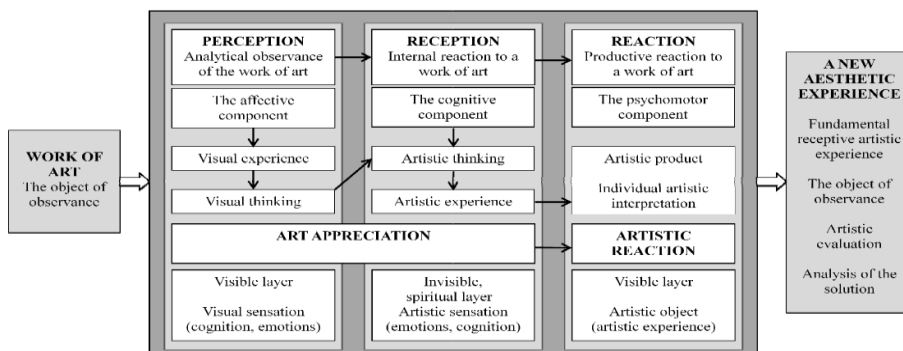 WORK OF
ART
The object of
observance
PERCEPTION
Analytical observance
of the work of art
The affective
component
Visual experience
Visual thinking
RECEPTION
Internal reaction to a
work of art
The cognitive
component
Artistic thinking
Artistic experience
REACTION
Productive reaction to
a work of art
The psychomotor
component
Artistic product
Individual artistic
interpretation
ART APPRECIATION
ARTISTIC
REACTION
Visible layer
Visual sensation
(cognition, emotions)
Invisible,
spiritual layer
Artistic sensation
(emotions, cognition)
Visible layer
Artistic object
(artistic experience)
A NEW
AESTHETIC
EXPERIENCE
Fundamental
receptive artistic
experience
The object of
observance
Artistic
evaluation
Analysis of the
solution